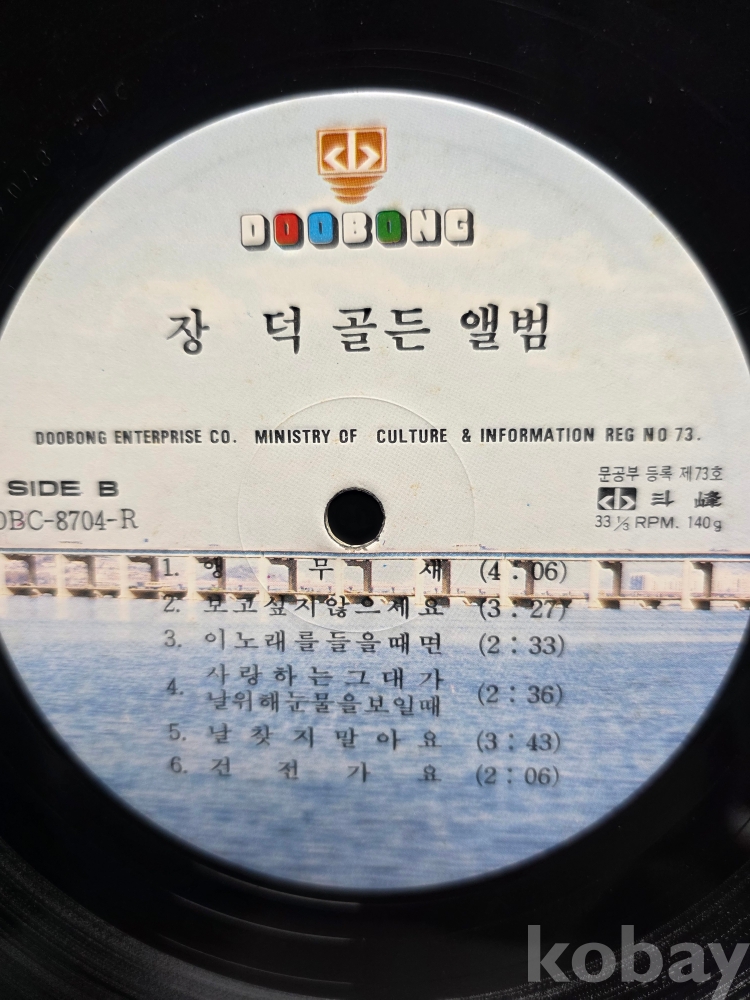 DOOBONG
장 덕 골든 앨범
DOOBONG ENTERPRISE CO. MINISTRY OF CULTURE & INFORMATION REG NO 73.
SIDE B
DBC-8704-R
문공부 등록 제73호
斗 峰
33 ⅓ RPM. 140g
1. 앵 무 새 (4 : 06)
2. 보고싶지않으세요 (3 : 27)
3. 이노래를들을때면 (2 : 33)
4. 사랑하는그대가
날위해눈물을보일때 (2 : 36)
5. 날 찾 지 말 아 요 (3 : 43)
6. 건 전 가 요 (2 : 06)
kobay